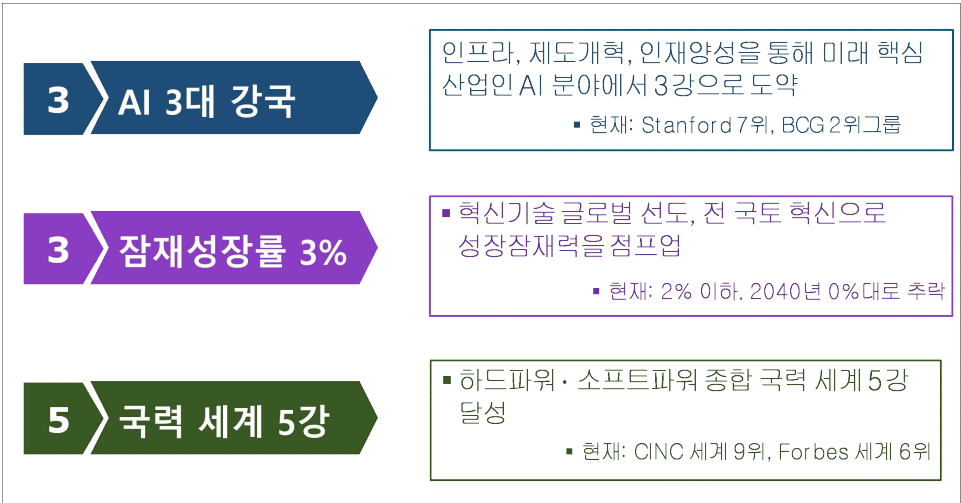 3 AI 3대 강국
인프라, 제도개혁, 인재양성을 통해 미래 핵심
산업인 AI 분야에서 3강으로 도약
▪ 현재: Stanford 7위, BCG 2위그룹
3 잠재성장률 3%
▪ 혁신기술 글로벌 선도, 전 국토 혁신으로
성장잠재력을 점프업
▪ 현재: 2% 이하. 2040년 0%대로 추락
5 국력 세계 5강
▪ 하드파워· 소프트파워 종합 국력 세계 5강
달성
▪ 현재: CINC 세계 9위, Forbes 세계 6위